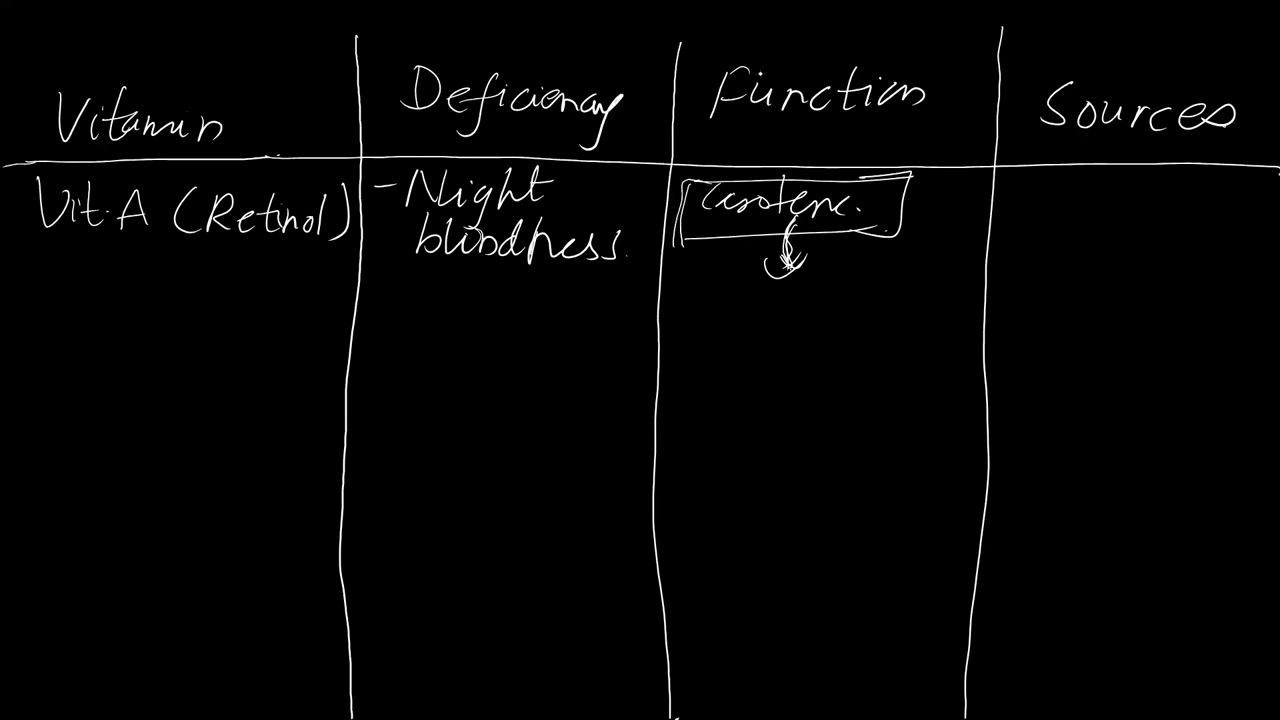 Vitamin Deficiency Function Sources
Vit.A (Retinol) - Night Carotene.
blindness.